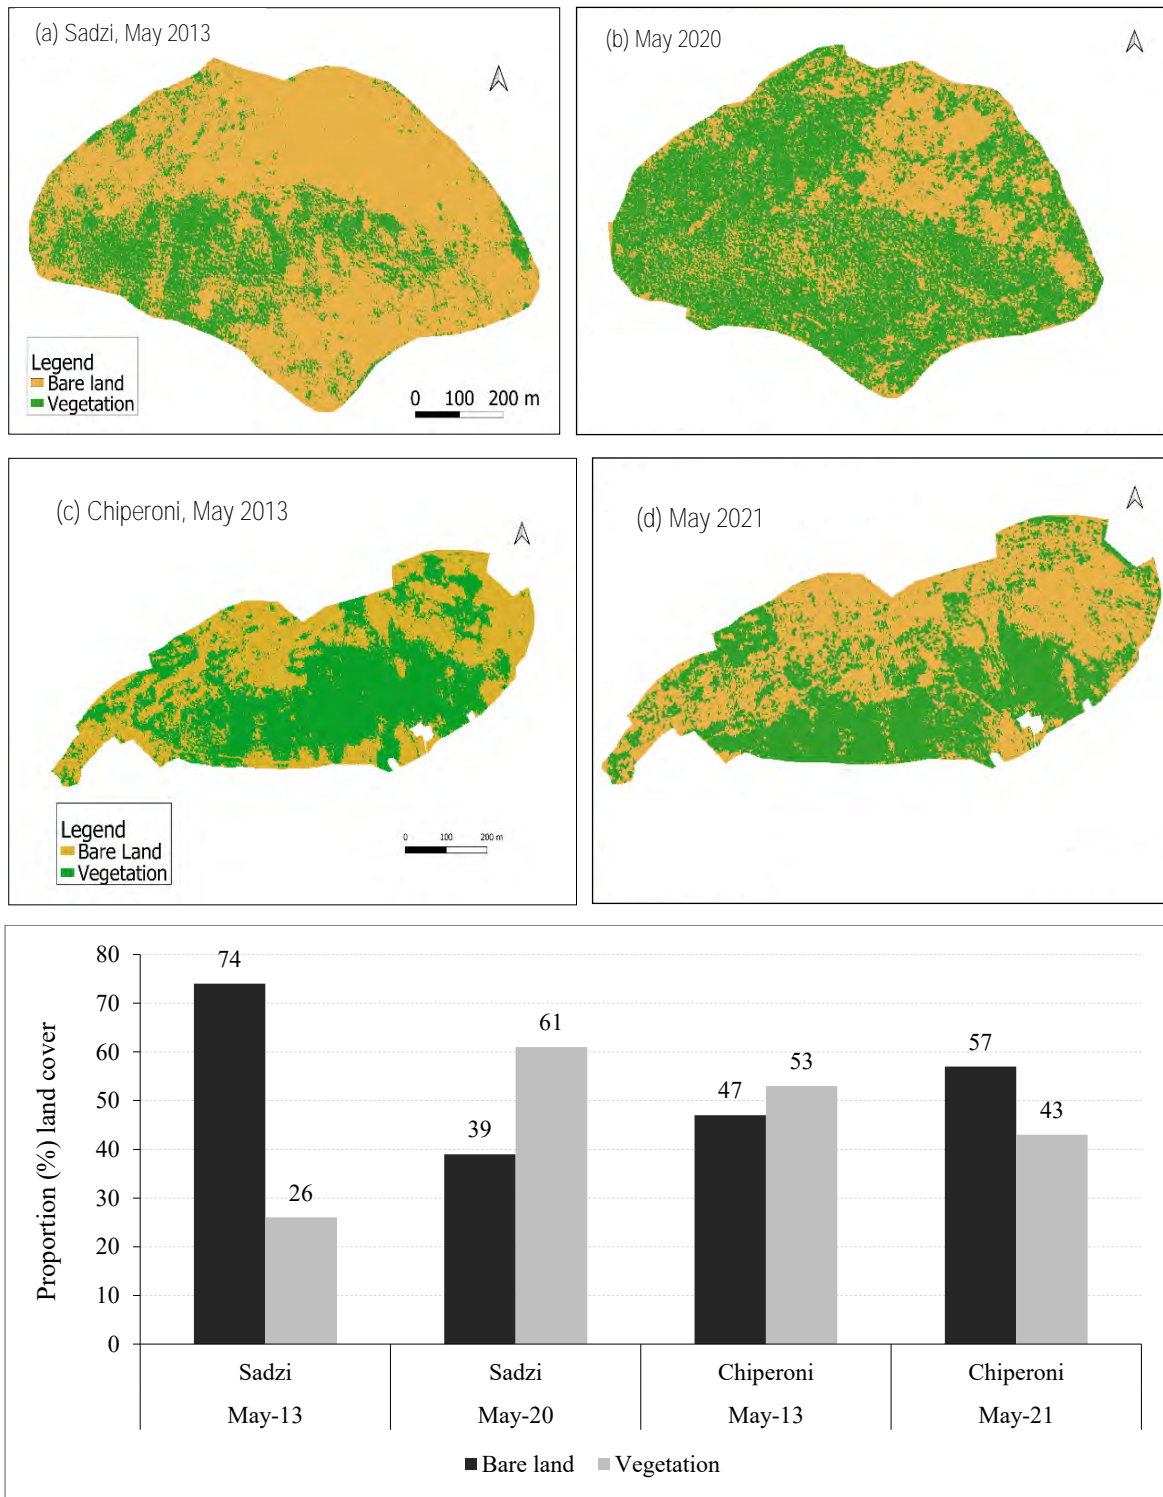 (a) Sadzi, May 2013
Legend
Bare land
Vegetation
0 100 200 m
(b) May 2020
(c) Chiperoni, May 2013
Legend
Bare Land
Vegetation
0 100 200 m
(d) May 2021
Proportion (%) land cover
80
70
60
50
40
30
20
10
0
74
26
39
61
47
53
57
43
Sadzi Sadzi Chiperoni Chiperoni
May-13 May-20 May-13 May-21
Bare land Vegetation